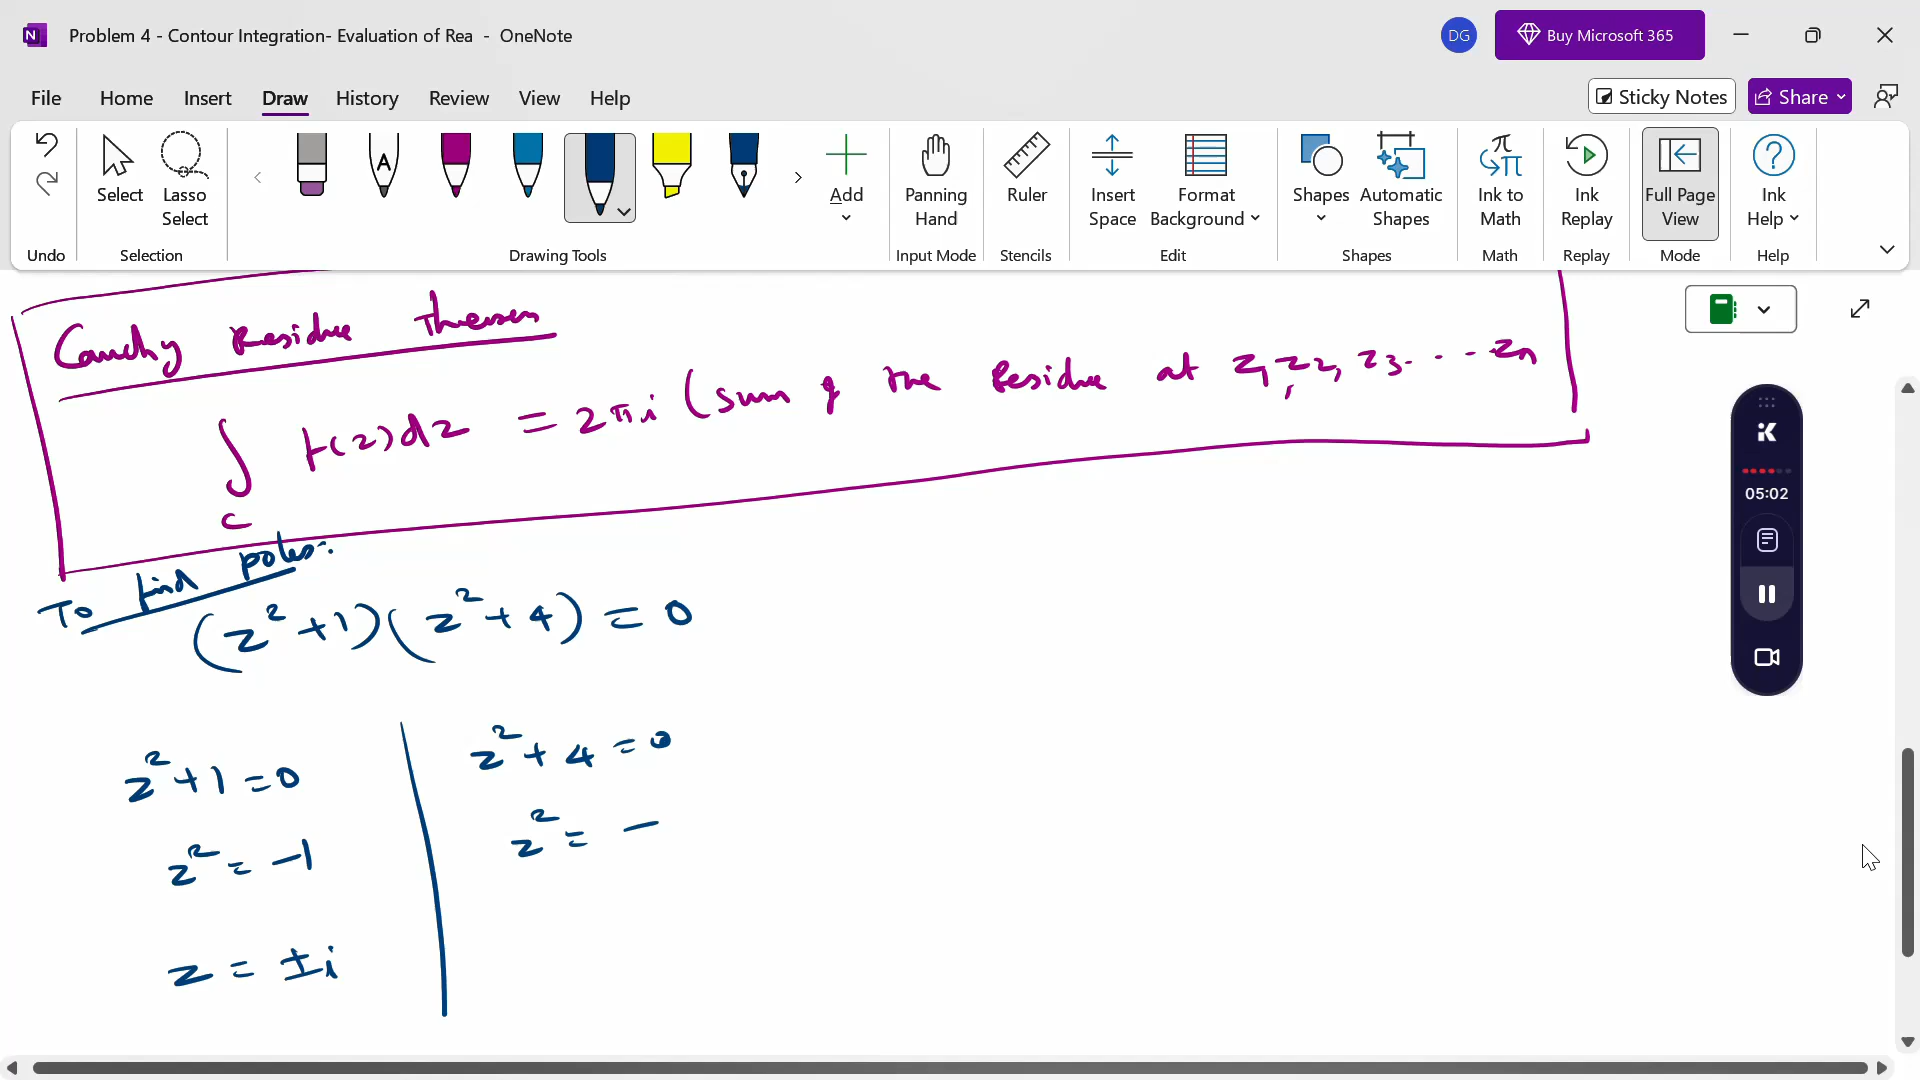 Problem 4 - Contour Integration- Evaluation of Rea - OneNote
DG
Buy Microsoft 365
File Home Insert Draw History Review View Help
Sticky Notes Share
Select Lasso Select
A
Add Panning Hand Ruler Insert Space Format Background Shapes Automatic Shapes Ink to Math Ink Replay Full Page View Ink Help
Undo Selection Drawing Tools Input Mode Stencils Edit Shapes Math Replay Mode Help
Cauchy Residue Theorem
∫_C f(z)dz = 2πi (sum of the Residue at z1, z2, z3.....zn
05:02
To find poles:
(z²+1)(z²+4) = 0
z²+1=0
z² = -1
z = ±i
z²+4=0
z² = -